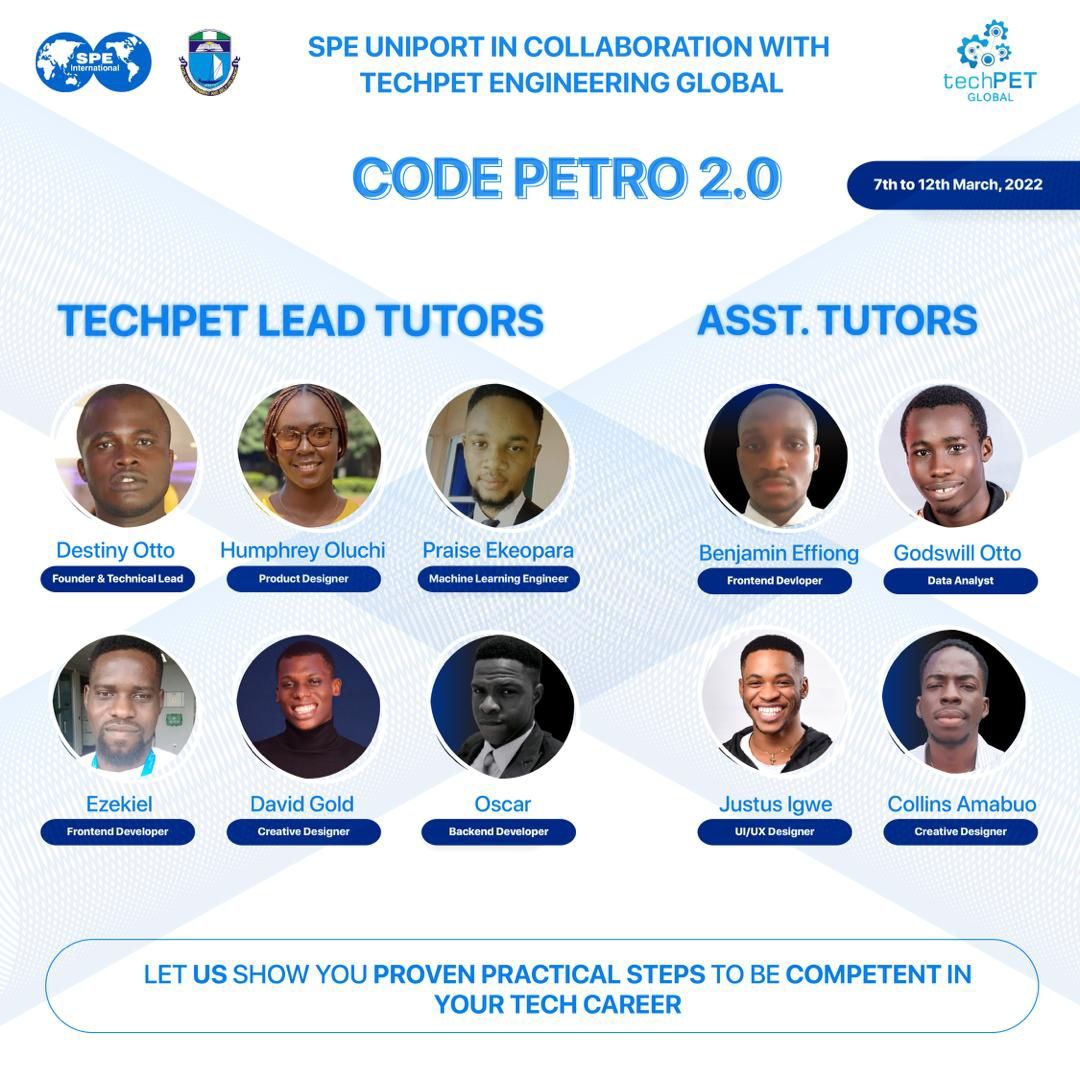 SPE
International
SPE UNIPORT IN COLLABORATION WITH
TECHPET ENGINEERING GLOBAL
techPET
GLOBAL
CODE PETRO 2.0
7th to 12th March, 2022
TECHPET LEAD TUTORS
ASST. TUTORS
Destiny Otto
Founder & Technical Lead
Humphrey Oluchi
Product Designer
Praise Ekeopara
Machine Learning Engineer
Benjamin Effiong
Frontend Devloper
Godswill Otto
Data Analyst
Ezekiel
Frontend Developer
David Gold
Creative Designer
Oscar
Backend Developer
Justus Igwe
UI/UX Designer
Collins Amabuo
Creative Designer
LET US SHOW YOU PROVEN PRACTICAL STEPS TO BE COMPETENT IN
YOUR TECH CAREER